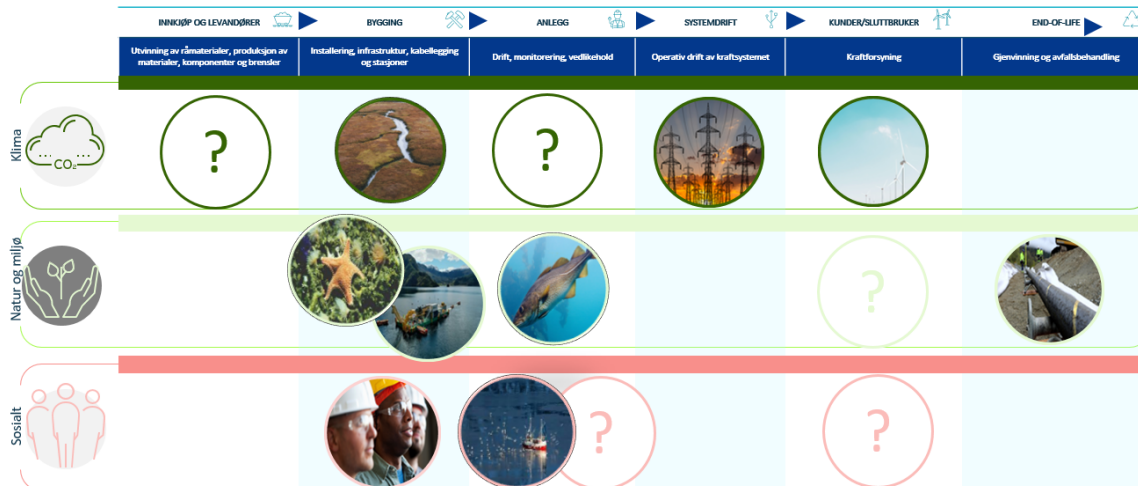 INNKJØP OG LEVANDØRER
BYGGING
ANLEGG
SYSTEMDRIFT
KUNDER/SLUTTBRUKER
END-OF-LIFE
Utvinning av råmaterialer, produksjon av
materialer, komponenter og brensler
Installering, infrastruktur, kabellegging
og stasjoner
Drift, monitorering, vedlikehold
Operativ drift av kraftsystemet
Kraftforsyning
Gjenvinning og avfallsbehandling
Klima
CO₂
?
?
Natur og miljø
?
Sosialt
?
?